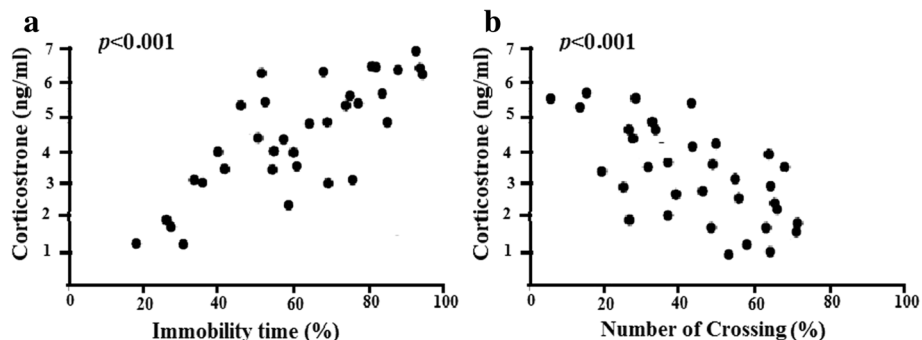 a
p<0.001
Corticostrone (ng/ml)
7
6
5
4
3
2
1
0 20 40 60 80 100
Immobility time (%)
b
p<0.001
Corticostrone (ng/ml)
7
6
5
4
3
2
1
0 20 40 60 80 100
Number of Crossing (%)